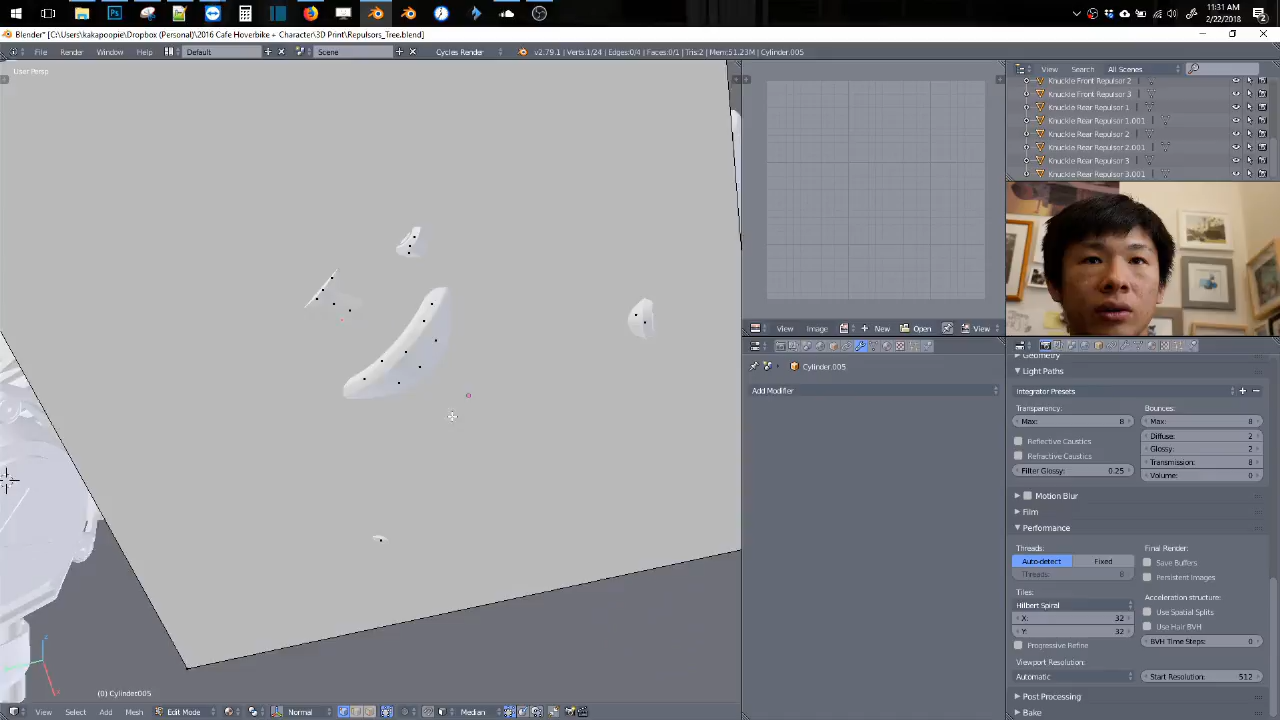 11:31 AM
2/22/2018
Blender* [C:\Users\kakapoopie\Dropbox (Personal)\2016 Cafe Hoverbike + Character\3D Print\Repulsors_Tree.blend]
File Render Window Help Default Scene Cycles Render v2.79.1 | Verts:1/24 | Edges:0/4 | Faces:0/1 | Tris:2 | Mem:51.23M | Cylinder.005
User Persp
View Search All Scenes
Knuckle Front Repulsor 2
Knuckle Front Repulsor 3
Knuckle Rear Repulsor 1
Knuckle Rear Repulsor 1.001
Knuckle Rear Repulsor 2
Knuckle Rear Repulsor 2.001
Knuckle Rear Repulsor 3
Knuckle Rear Repulsor 3.001
View Image New Open View
Cylinder.005
Add Modifier
Geometry
Light Paths
Integrator Presets
Transparency: Bounces:
Max: 8 Max: 8
Diffuse: 2
Reflective Caustics Glossy: 2
Refractive Caustics Transmission: 8
Filter Glossy: 0.25 Volume: 0
Motion Blur
Film
Performance
Threads: Final Render:
Auto-detect Fixed Save Buffers
Threads: 8 Persistent Images
Tiles: Acceleration structure:
Hilbert Spiral Use Spatial Splits
X: 32 Use Hair BVH
Y: 32 BVH Time Steps: 0
Progressive Refine
Viewport Resolution:
Automatic Start Resolution: 512
Post Processing
Bake
(0) Cylinder.005
View Select Add Mesh Edit Mode Normal Median